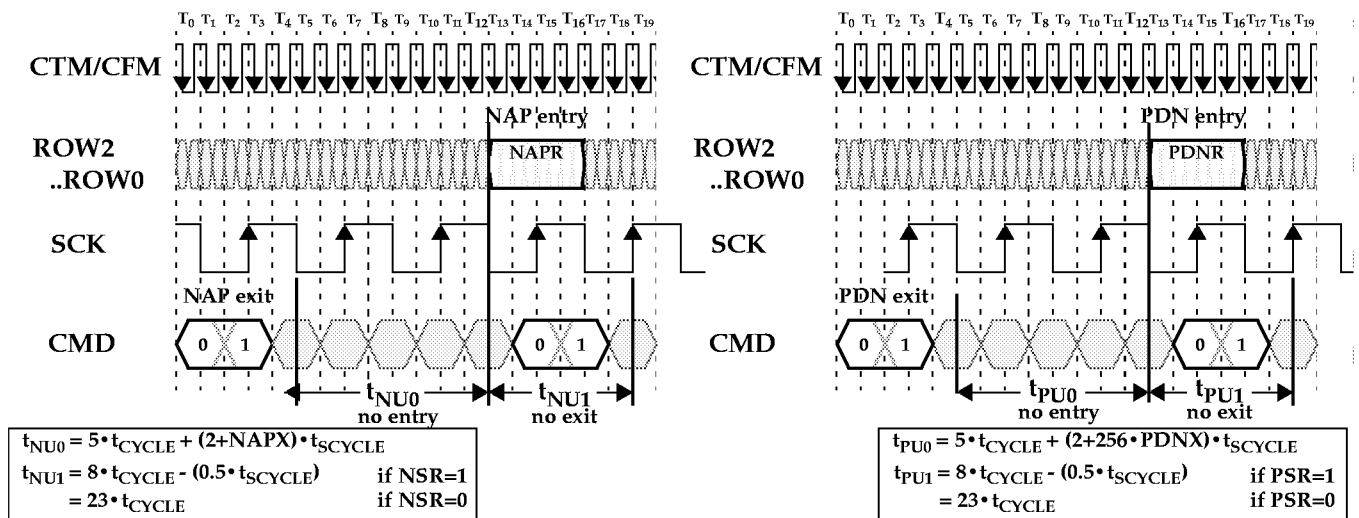 T0 T1 T2 T3 T4 T5 T6 T7 T8 T9 T10 T11 T12 T13 T14 T15 T16 T17 T18 T19
CTM/CFM
NAP entry
ROW2
..ROW0
NAPR
SCK
NAP exit
CMD
0 1
0 1
tNU0
no entry
tNU1
no exit
tNU0 = 5•tCYCLE + (2+NAPX)•tSCYCLE
tNU1 = 8•tCYCLE - (0.5•tSCYCLE) if NSR=1
= 23•tCYCLE if NSR=0
T0 T1 T2 T3 T4 T5 T6 T7 T8 T9 T10 T11 T12 T13 T14 T15 T16 T17 T18 T19
CTM/CFM
PDN entry
ROW2
..ROW0
PDNR
SCK
PDN exit
CMD
0 1
0 1
tPU0
no entry
tPU1
no exit
tPU0 = 5•tCYCLE + (2+256•PDNX)•tSCYCLE
tPU1 = 8•tCYCLE - (0.5•tSCYCLE) if PSR=1
= 23•tCYCLE if PSR=0